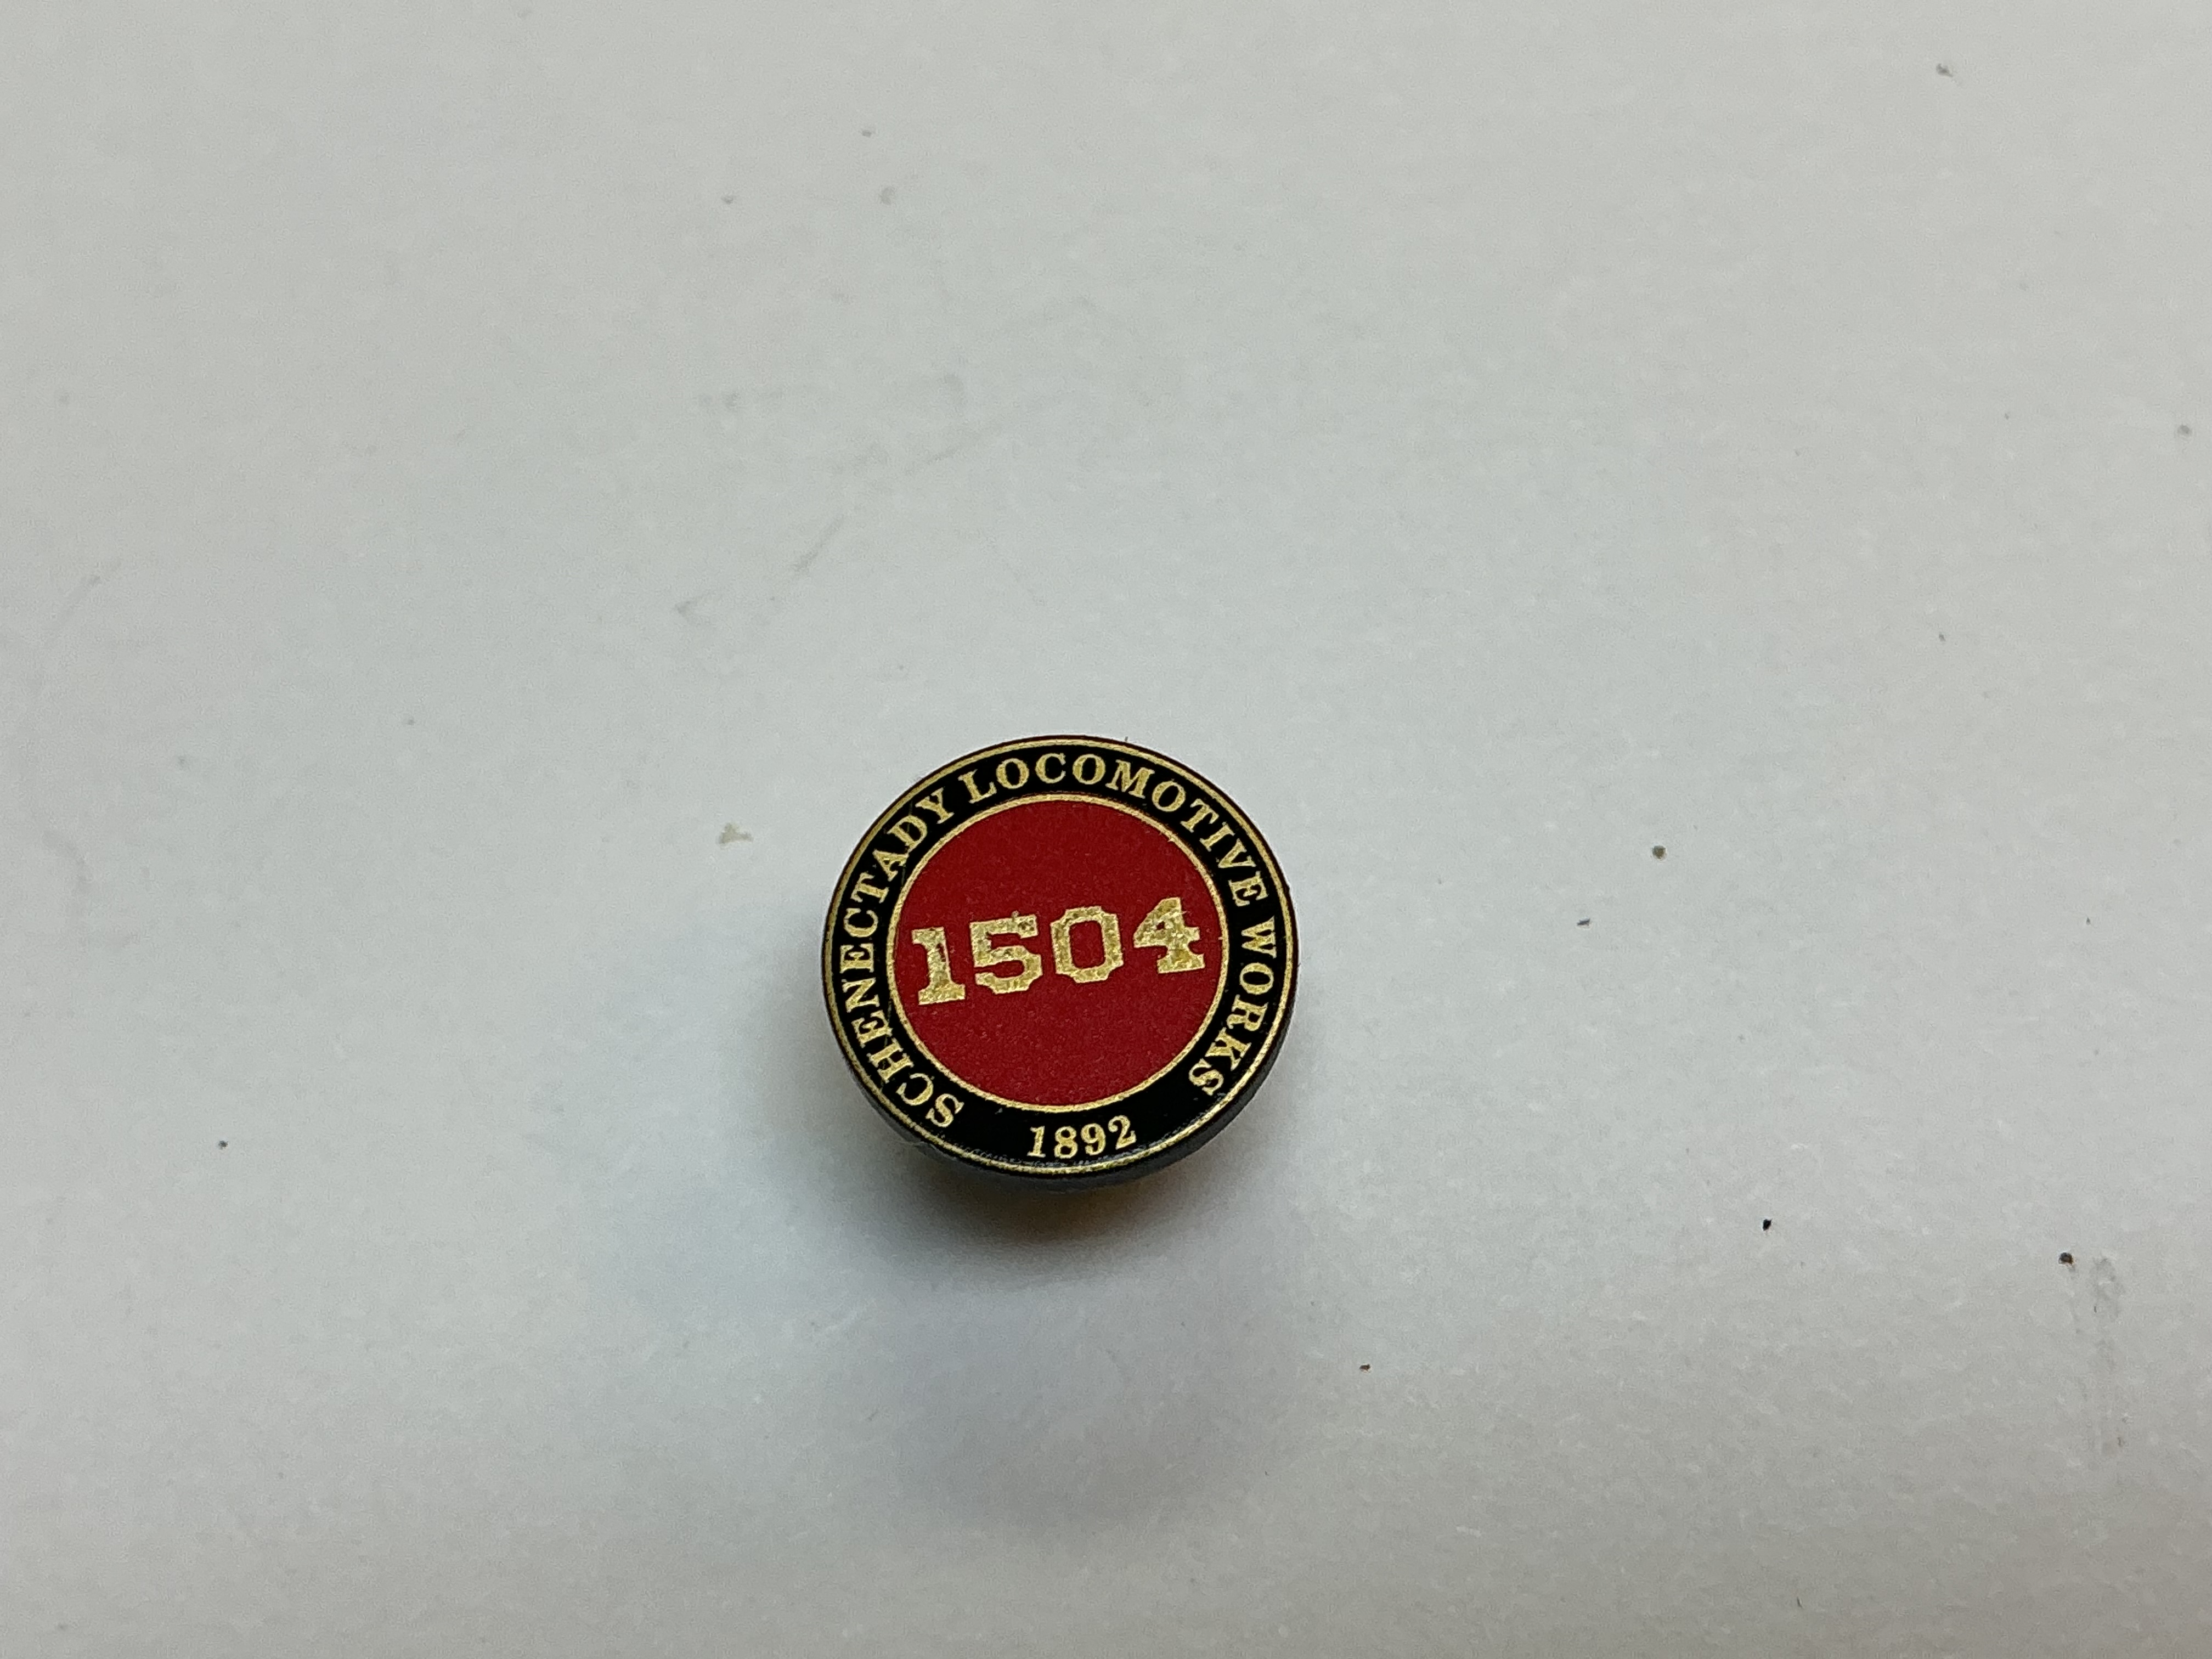 SCHENECTADY LOCOMOTIVE WORKS
1504
1892